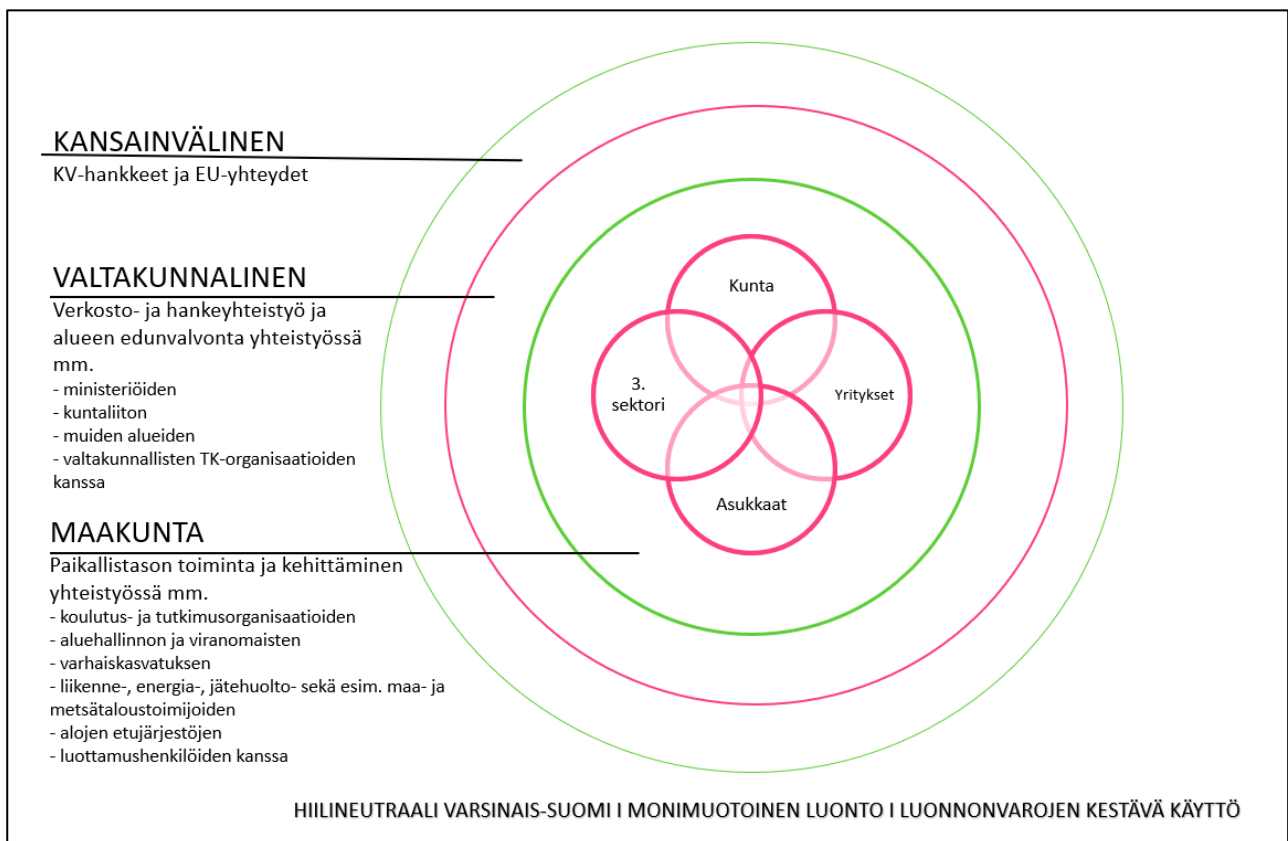 KANSAINVÄLINEN
KV-hankkeet ja EU-yhteydet
VALTAKUNNALINEN
Verkosto- ja hankeyhteistyö ja
alueen edunvalvonta yhteistyössä
mm.
- ministeriöiden
- kuntaliiton
- muiden alueiden
- valtakunnallisten TK-organisaatioiden
kanssa
MAAKUNTA
Paikallistason toiminta ja kehittäminen
yhteistyössä mm.
- koulutus- ja tutkimusorganisaatioiden
- aluehallinnon ja viranomaisten
- varhaiskasvatuksen
- liikenne-, energia-, jätehuolto- sekä esim. maa- ja
metsätaloustoimijoiden
- alojen etujärjestöjen
- luottamushenkilöiden kanssa
Kunta
3.
sektori
Yritykset
Asukkaat
HIILINEUTRAALI VARSINAIS-SUOMI I MONIMUOTOINEN LUONTO I LUONNONVAROJEN KESTÄVÄ KÄYTTÖ